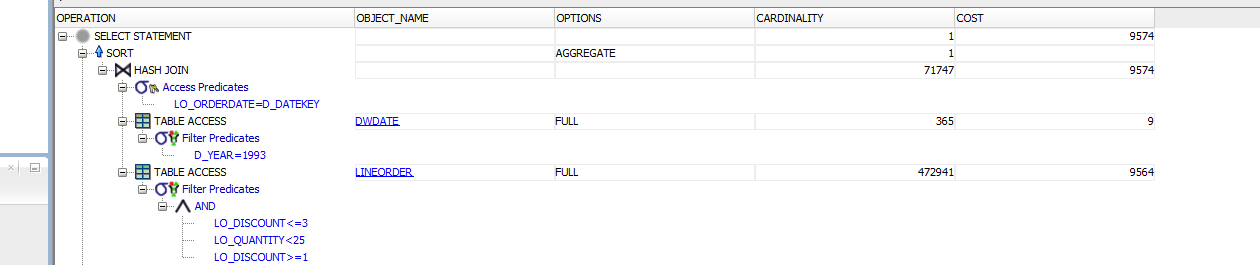 OPERATION OBJECT_NAME OPTIONS CARDINALITY COST
SELECT STATEMENT 1 9574
SORT AGGREGATE 1
HASH JOIN 71747 9574
Access Predicates
LO_ORDERDATE=D_DATEKEY
TABLE ACCESS DWDATE FULL 365 9
Filter Predicates
D_YEAR=1993
TABLE ACCESS LINEORDER FULL 472941 9564
Filter Predicates
AND
LO_DISCOUNT<=3
LO_QUANTITY<25
LO_DISCOUNT>=1